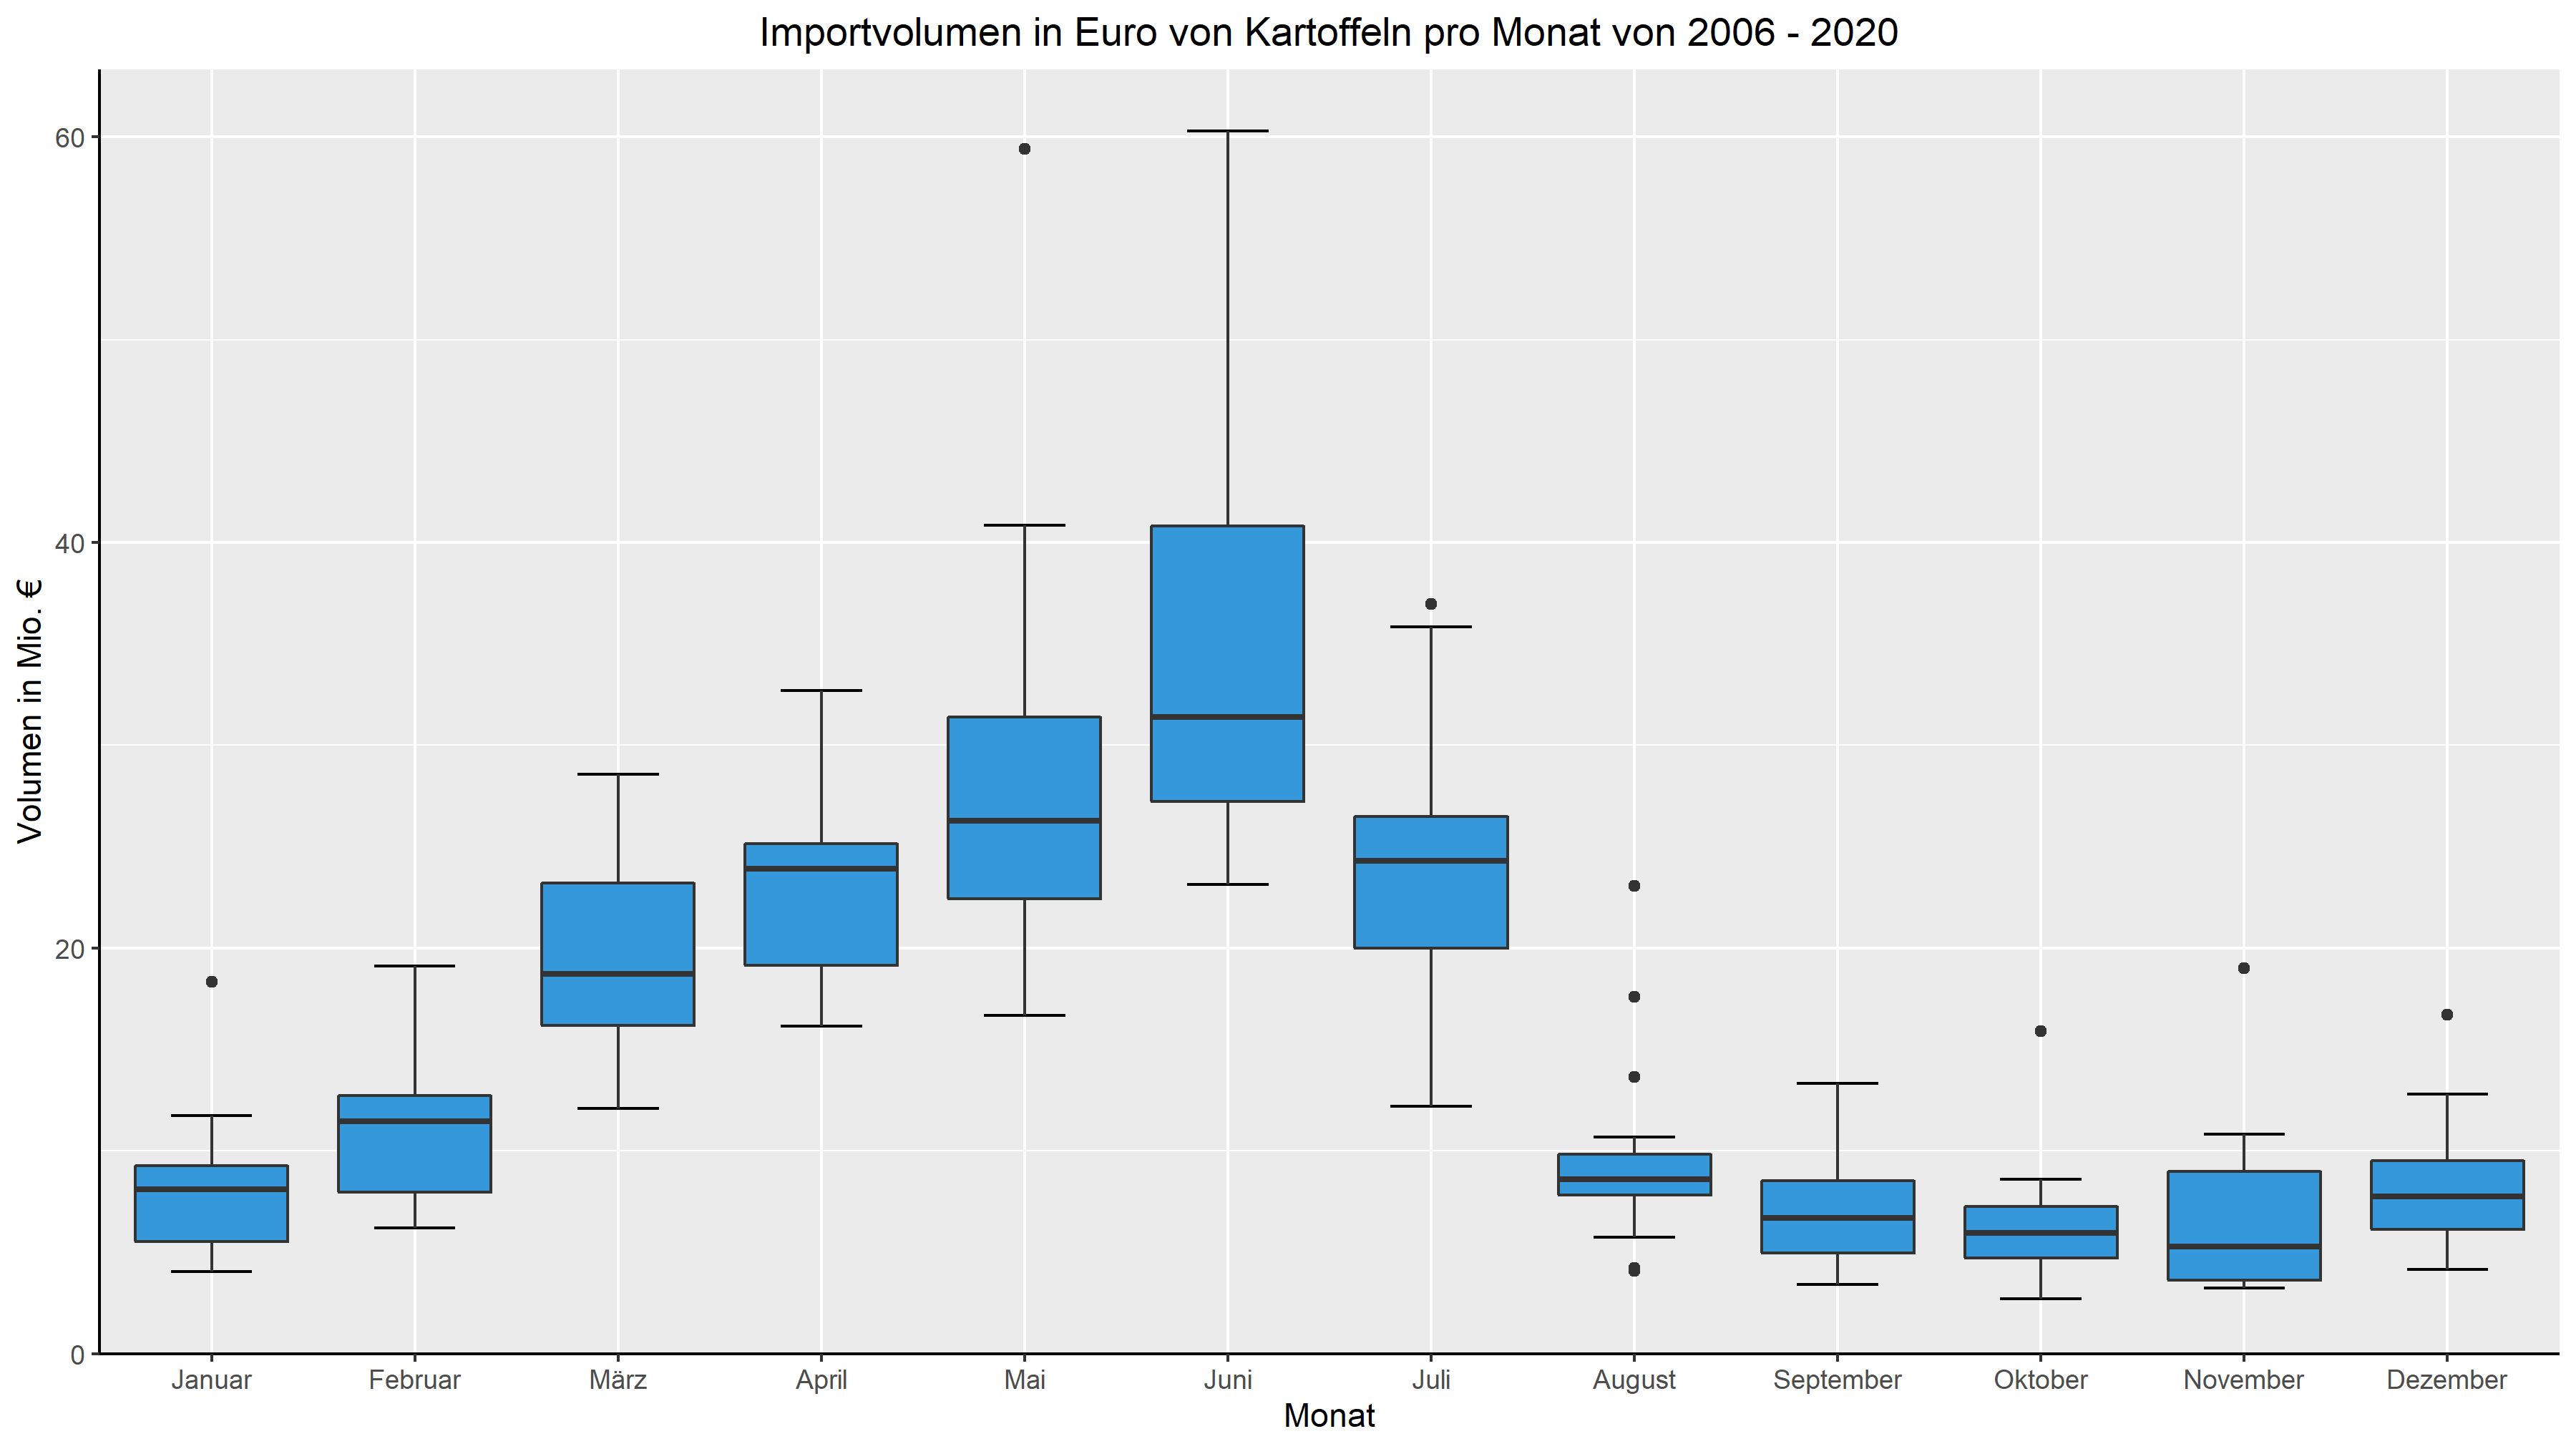 Importvolumen in Euro von Kartoffeln pro Monat von 2006 - 2020
Volumen in Mio. €
60
40
20
0
Januar Februar März April Mai Juni Juli August September Oktober November Dezember
Monat